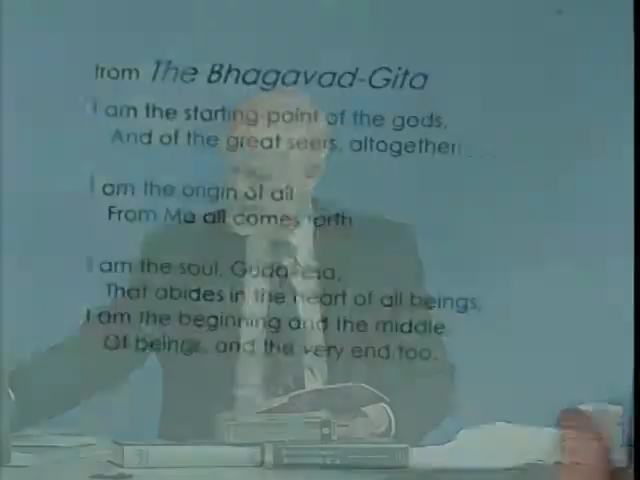 from The Bhagavad-Gita
I am the starting-point of the gods,
And of the great seers, altogether....
I am the origin of all
From Me all comes forth
I am the soul, Gudakesa,
That abides in the heart of all beings,
I am the beginning and the middle
Of beings, and the very end too.